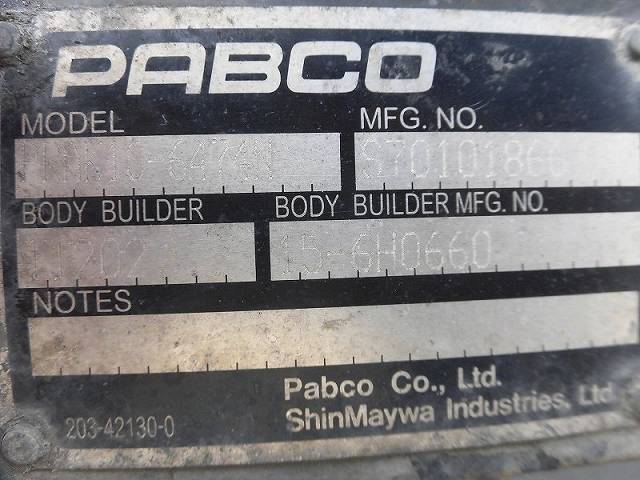 PABCO
MODEL MFG. NO.
BODY BUILDER BODY BUILDER MFG. NO.
15-6H0660
NOTES
Pabco Co., Ltd.
203-42130-0 ShinMaywa Industries, Ltd